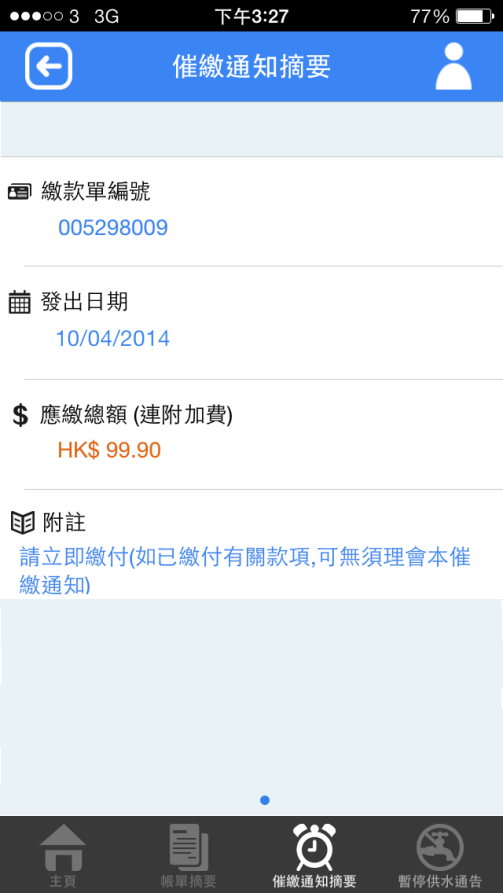 3 3G 下午3:27 77%
催繳通知摘要
繳款單編號
005298009
發出日期
10/04/2014
$ 應繳總額 (連附加費)
HK$ 99.90
附註
請立即繳付(如已繳付有關款項,可無須理會本催
繳通知)
主頁 帳單摘要 催繳通知摘要 暫停供水通告